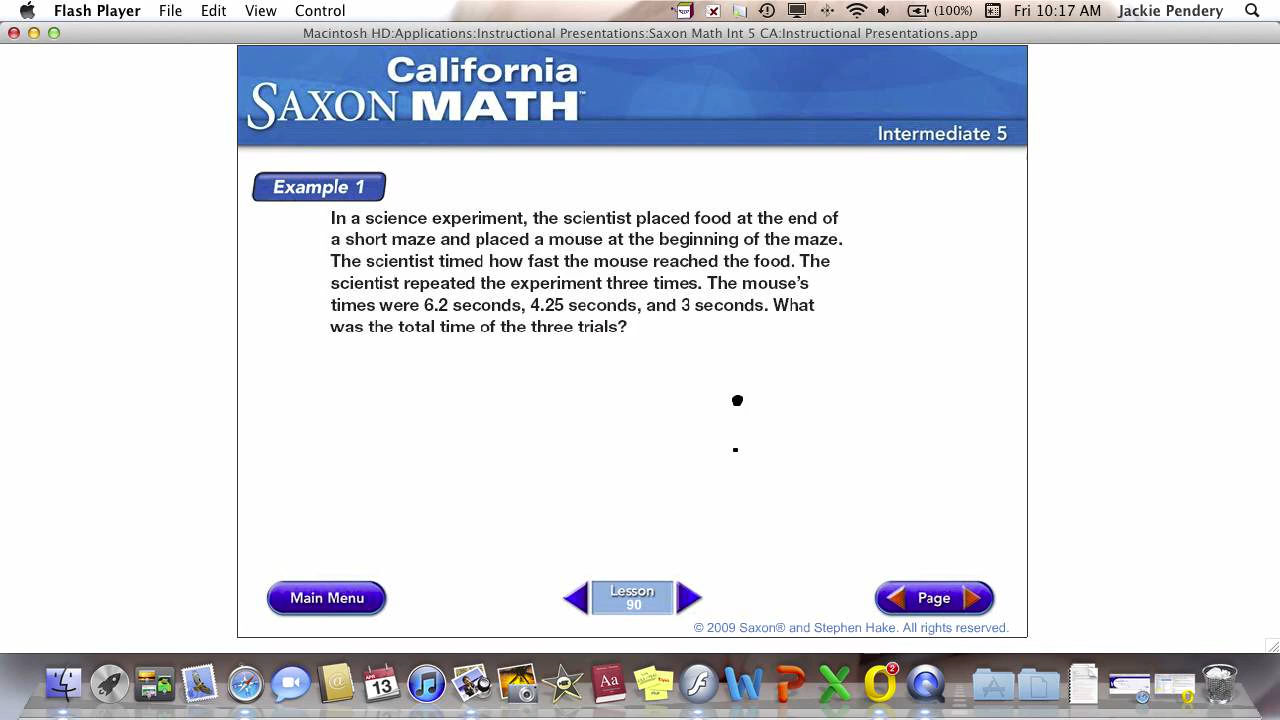 Flash Player File Edit View Control (100%) Fri 10:17 AM Jackie Pendery
Macintosh HD:Applications:Instructional Presentations:Saxon Math Int 5 CA:Instructional Presentations.app
California
SAXON MATH™
Intermediate 5
Example 1
In a science experiment, the scientist placed food at the end of
a short maze and placed a mouse at the beginning of the maze.
The scientist timed how fast the mouse reached the food. The
scientist repeated the experiment three times. The mouse's
times were 6.2 seconds, 4.25 seconds, and 3 seconds. What
was the total time of the three trials?
Main Menu
Lesson
90
Page
© 2009 Saxon® and Stephen Hake. All rights reserved.
APR
13
Aa
2